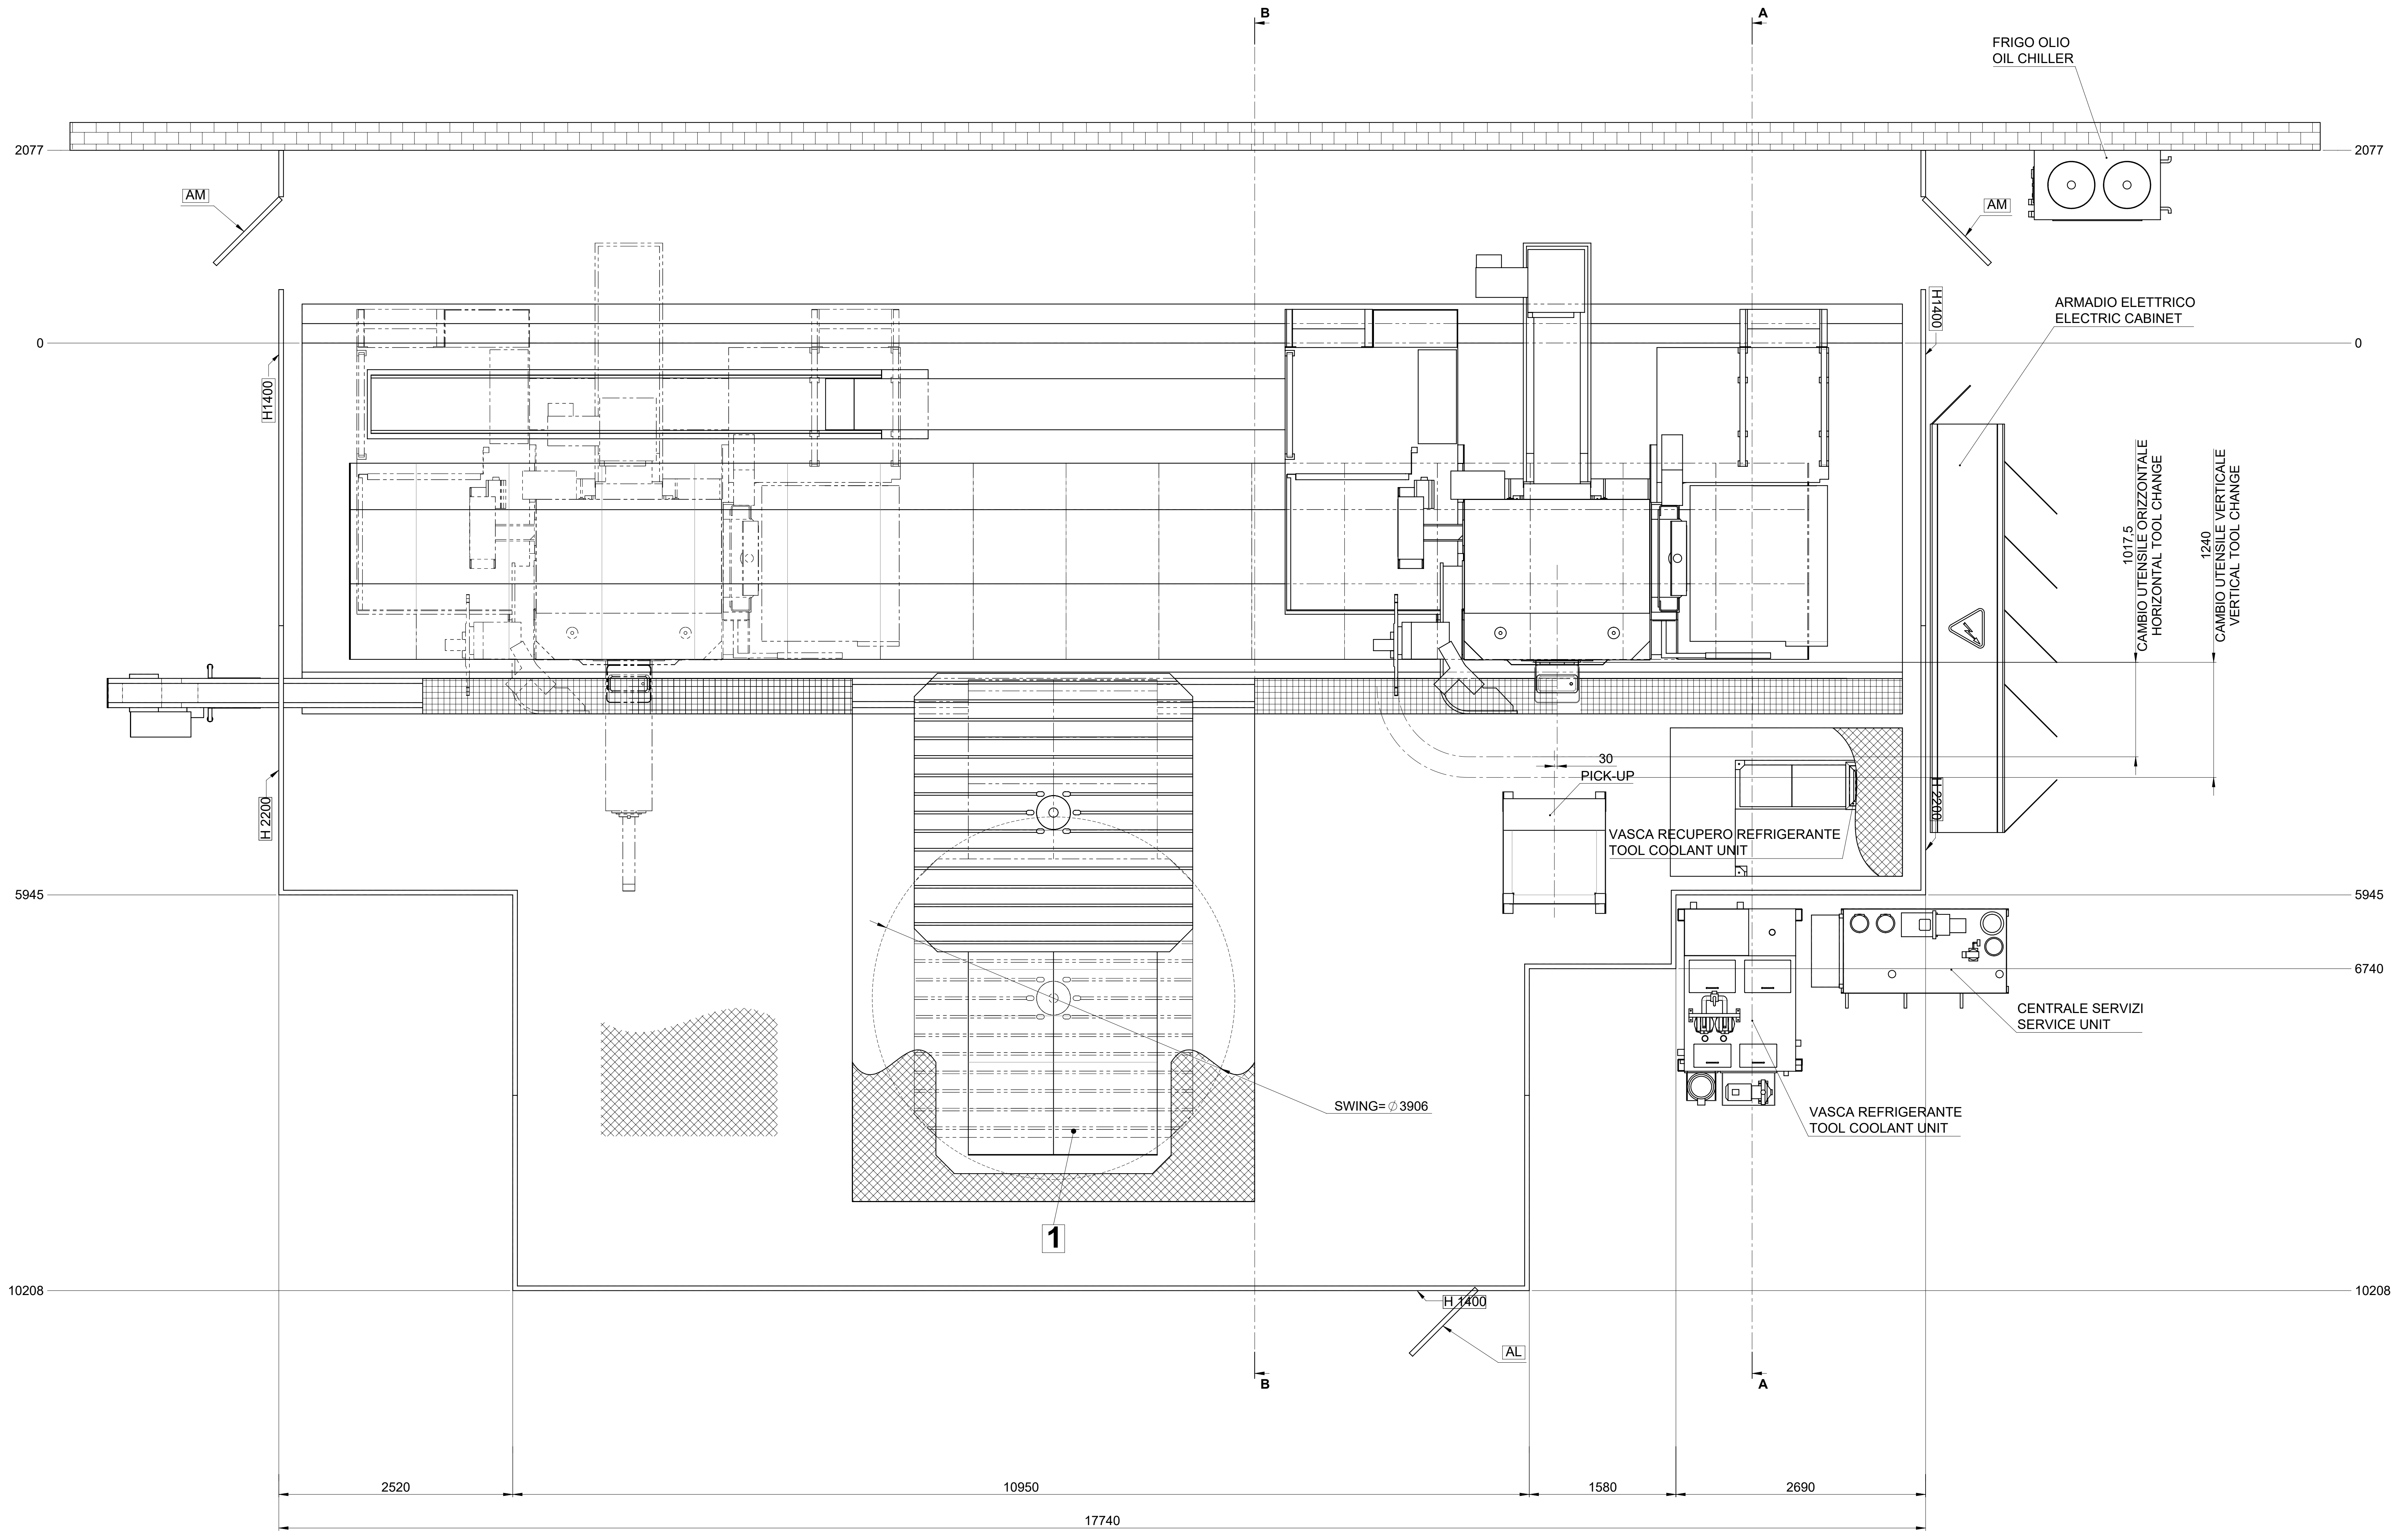 B
A
FRIGO OLIO
OIL CHILLER
2077
2077
AM
AM
ARMADIO ELETTRICO
ELECTRIC CABINET
H1400
0
0
H1400
1017,5
CAMBIO UTENSILE ORIZZONTALE
HORIZONTAL TOOL CHANGE
1240
CAMBIO UTENSILE VERTICALE
VERTICAL TOOL CHANGE
30
PICK-UP
H 2200
H 2200
VASCA RECUPERO REFRIGERANTE
TOOL COOLANT UNIT
5945
5945
6740
CENTRALE SERVIZI
SERVICE UNIT
SWING= ∅3906
VASCA REFRIGERANTE
TOOL COOLANT UNIT
1
10208
10208
H 1400
AL
B
A
2520
10950
1580
2690
17740